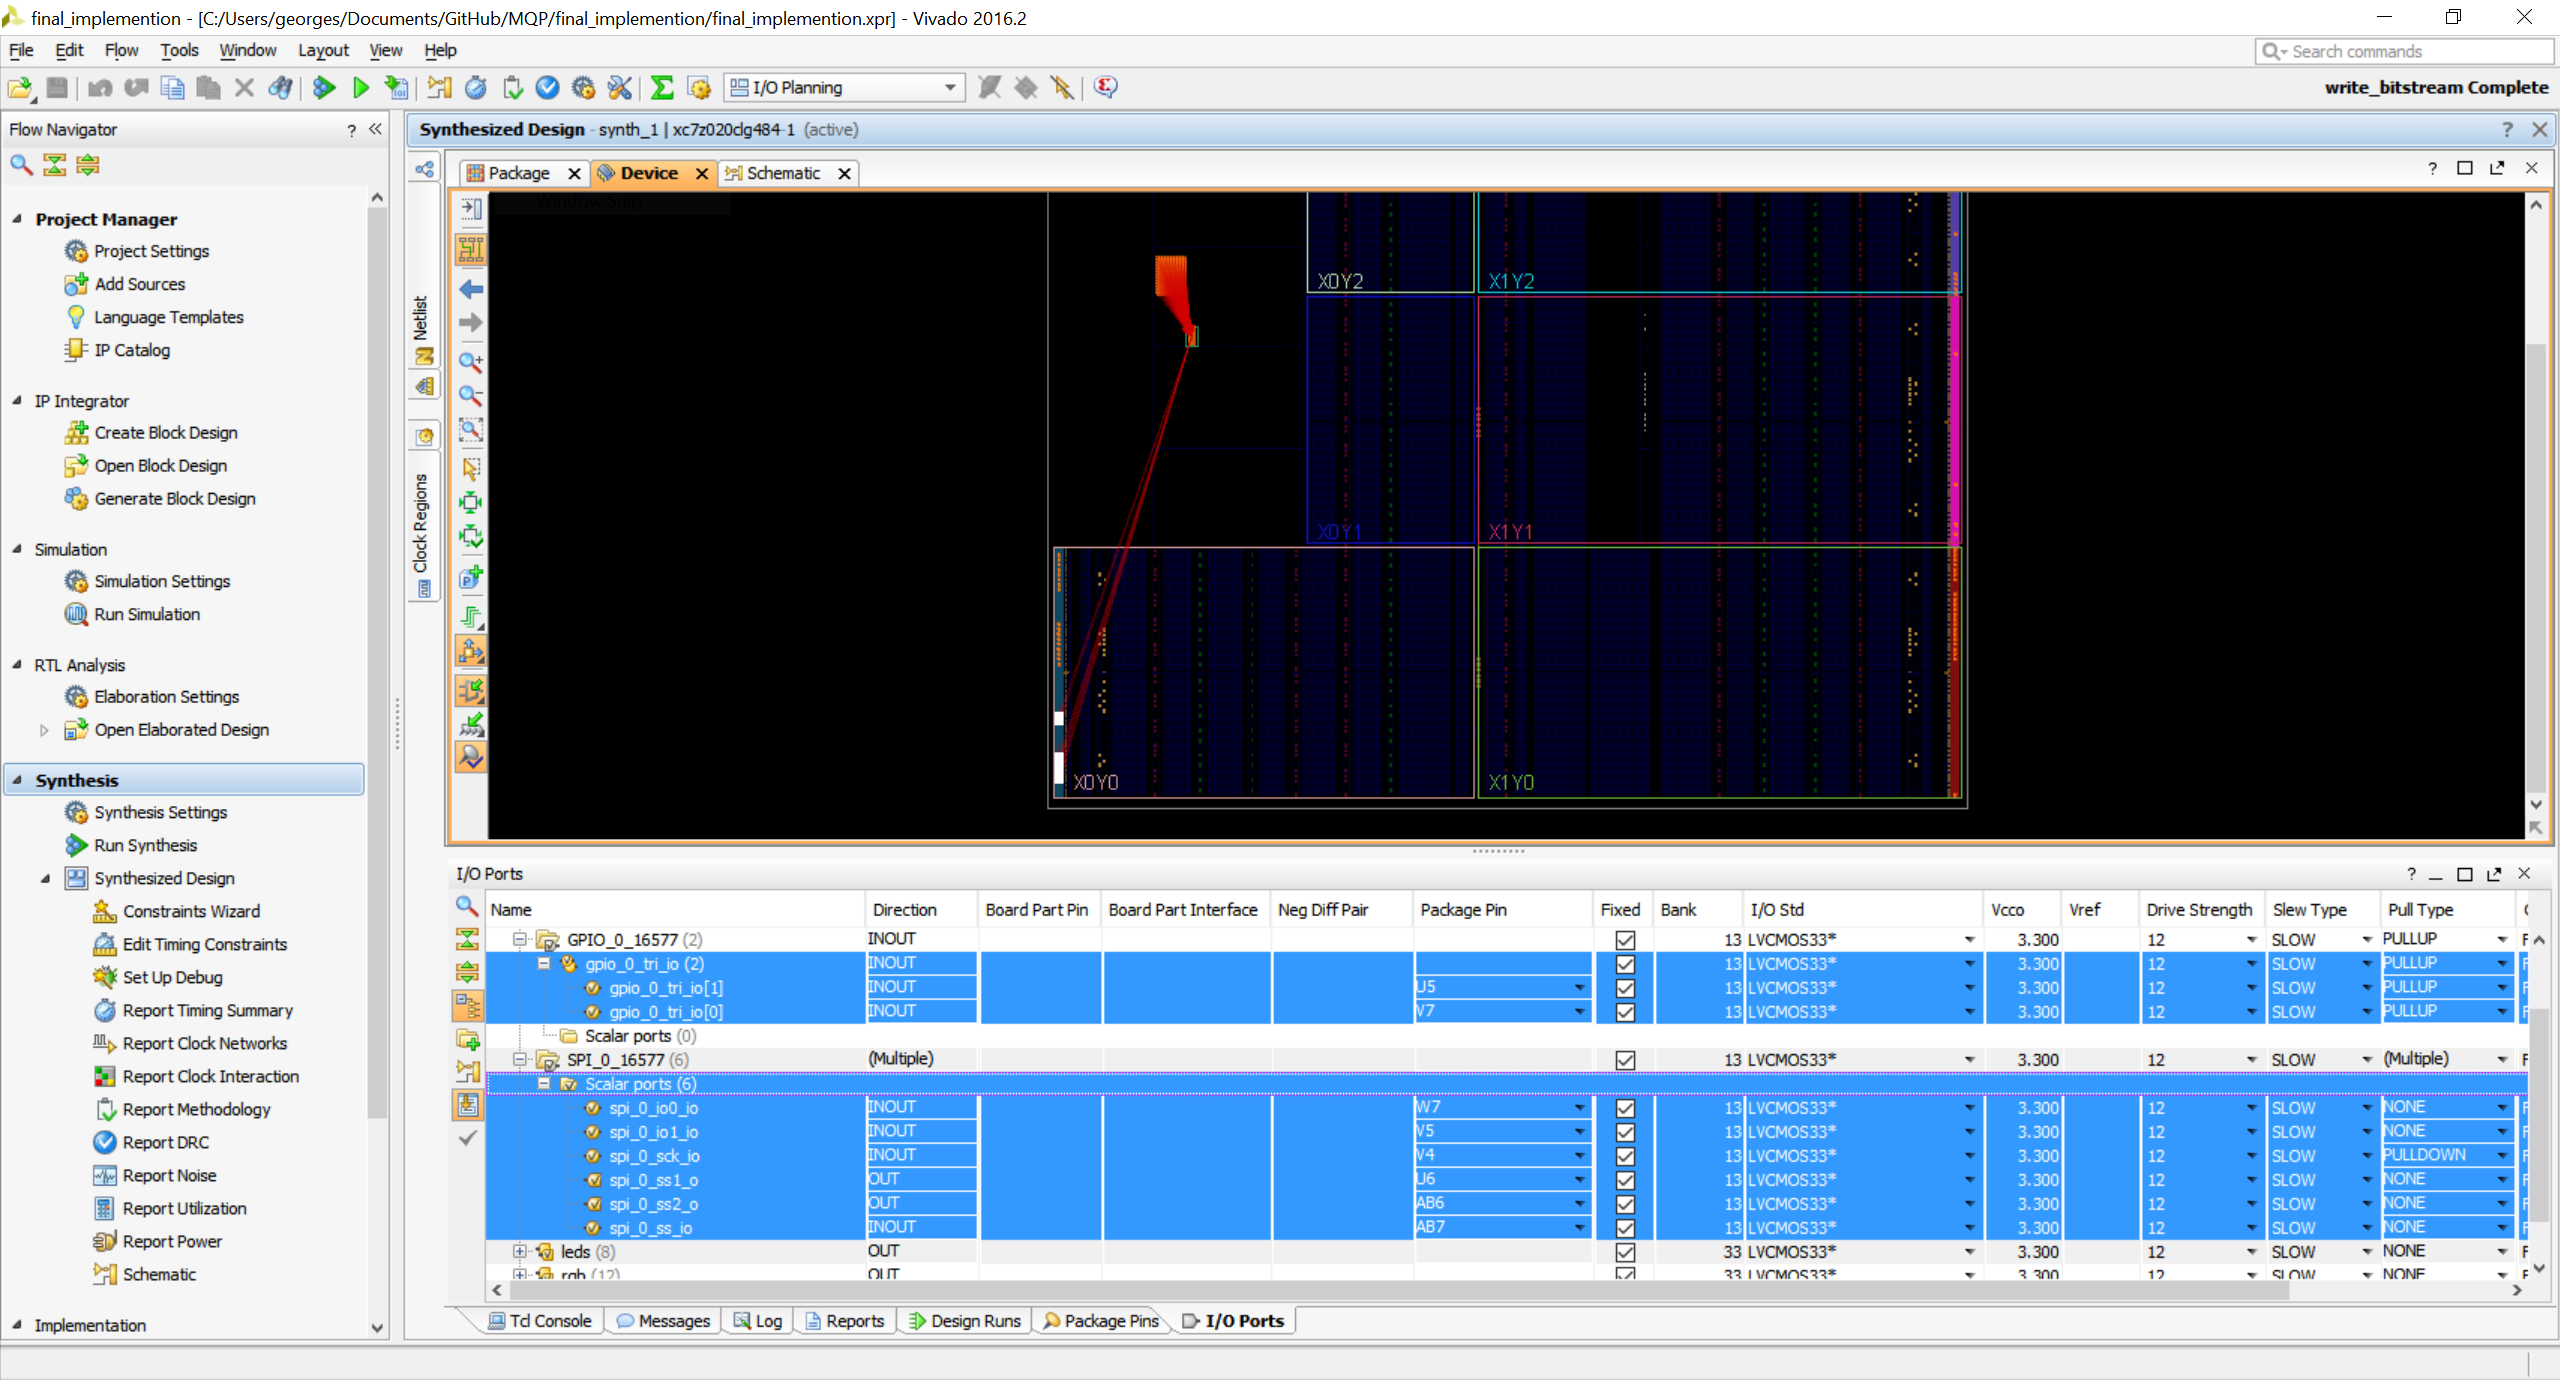 final_implemention - [C:/Users/georges/Documents/GitHub/MQP/final_implemention/final_implemention.xpr] - Vivado 2016.2
File Edit Flow Tools Window Layout View Help
Search commands
I/O Planning
write_bitstream Complete
Flow Navigator
Synthesized Design - synth_1 | xc7z020clg484-1 (active)
Package
Device
Schematic
Window Snip
Project Manager
Project Settings
Add Sources
Language Templates
IP Catalog
IP Integrator
Create Block Design
Open Block Design
Generate Block Design
Simulation
Simulation Settings
Run Simulation
RTL Analysis
Elaboration Settings
Open Elaborated Design
Synthesis
Synthesis Settings
Run Synthesis
Synthesized Design
Constraints Wizard
Edit Timing Constraints
Set Up Debug
Report Timing Summary
Report Clock Networks
Report Clock Interaction
Report Methodology
Report DRC
Report Noise
Report Utilization
Report Power
Schematic
Implementation
Netlist
Clock Regions
X0Y2
X1Y2
X0Y1
X1Y1
X0Y0
X1Y0
I/O Ports
Name Direction Board Part Pin Board Part Interface Neg Diff Pair Package Pin Fixed Bank I/O Std Vcco Vref Drive Strength Slew Type Pull Type
GPIO_0_16577 (2) INOUT 13 LVCMOS33* 3.300 12 SLOW PULLUP
gpio_0_tri_io (2) INOUT 13 LVCMOS33* 3.300 12 SLOW PULLUP
gpio_0_tri_io[1] INOUT U5 13 LVCMOS33* 3.300 12 SLOW PULLUP
gpio_0_tri_io[0] INOUT V7 13 LVCMOS33* 3.300 12 SLOW PULLUP
Scalar ports (0)
SPI_0_16577 (6) (Multiple) 13 LVCMOS33* 3.300 12 SLOW (Multiple)
Scalar ports (6)
spi_0_io0_io INOUT W7 13 LVCMOS33* 3.300 12 SLOW NONE
spi_0_io1_io INOUT V5 13 LVCMOS33* 3.300 12 SLOW NONE
spi_0_sck_io INOUT V4 13 LVCMOS33* 3.300 12 SLOW PULLDOWN
spi_0_ss1_o OUT U6 13 LVCMOS33* 3.300 12 SLOW NONE
spi_0_ss2_o OUT AB6 13 LVCMOS33* 3.300 12 SLOW NONE
spi_0_ss_io INOUT AB7 13 LVCMOS33* 3.300 12 SLOW NONE
leds (8) OUT 33 LVCMOS33* 3.300 12 SLOW NONE
rgb (12) OUT 33 LVCMOS33* 3.300 12 SLOW NONE
Tcl Console
Messages
Log
Reports
Design Runs
Package Pins
I/O Ports